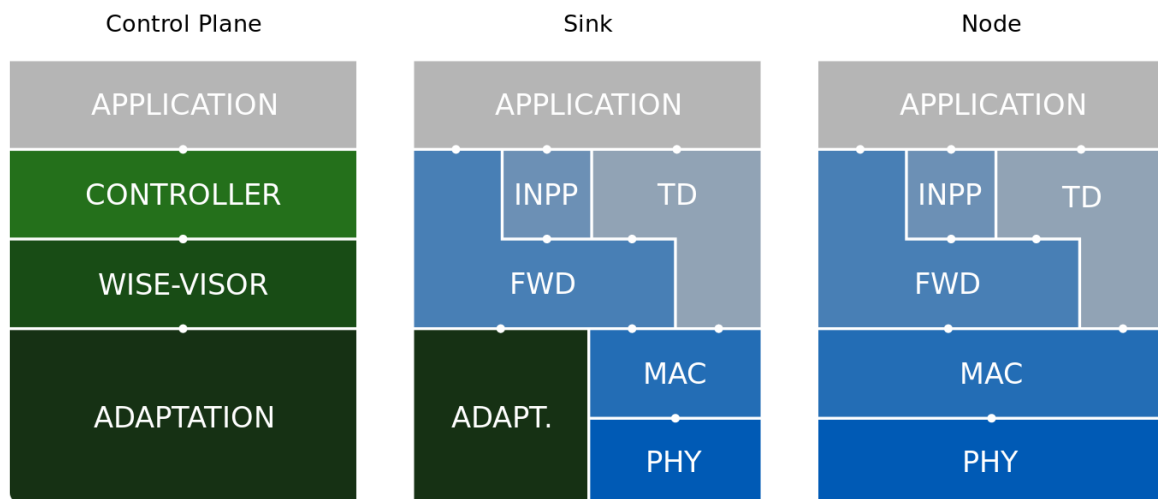 Control Plane
APPLICATION
CONTROLLER
WISE-VISOR
ADAPTATION
Sink
APPLICATION
INPP
TD
FWD
MAC
ADAPT.
PHY
Node
APPLICATION
INPP
TD
FWD
MAC
PHY